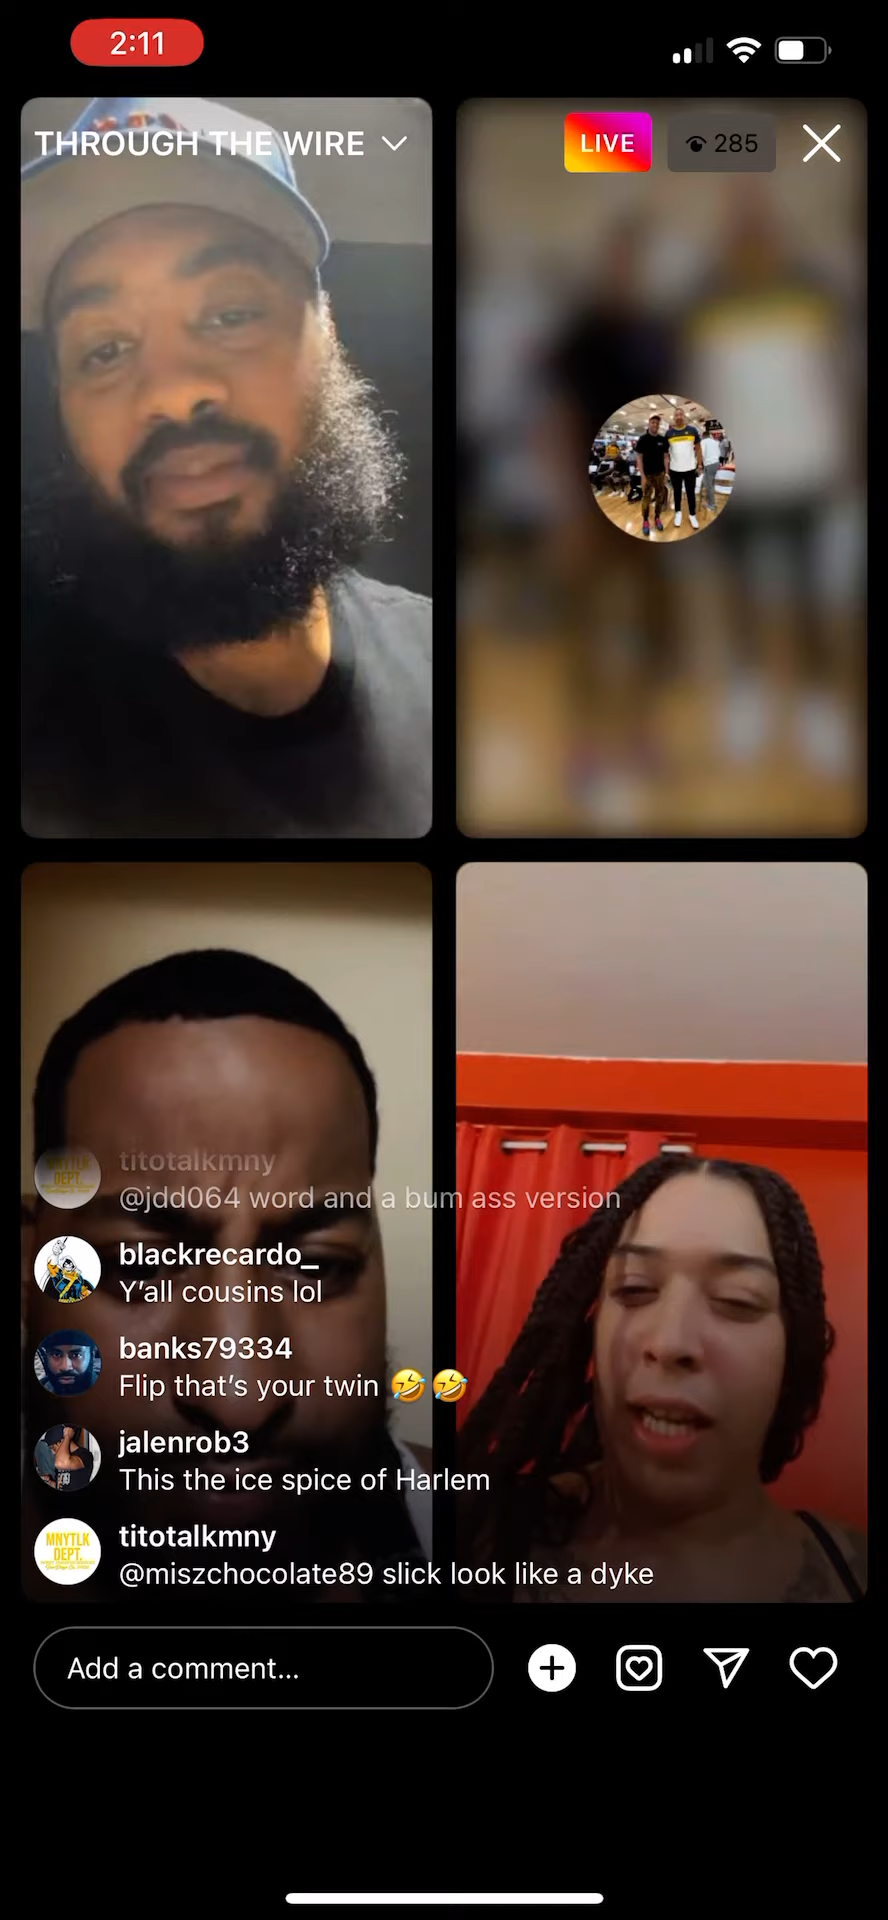 2:11
THROUGH THE WIRE
LIVE
285
titotalkmny
@jdd064 word and a bum ass version
blackrecardo_
Y'all cousins lol
banks79334
Flip that's your twin 🤣🤣
jalenrob3
This the ice spice of Harlem
MNYTLK
DEPT.
titotalkmny
@miszchocolate89 slick look like a dyke
Add a comment...